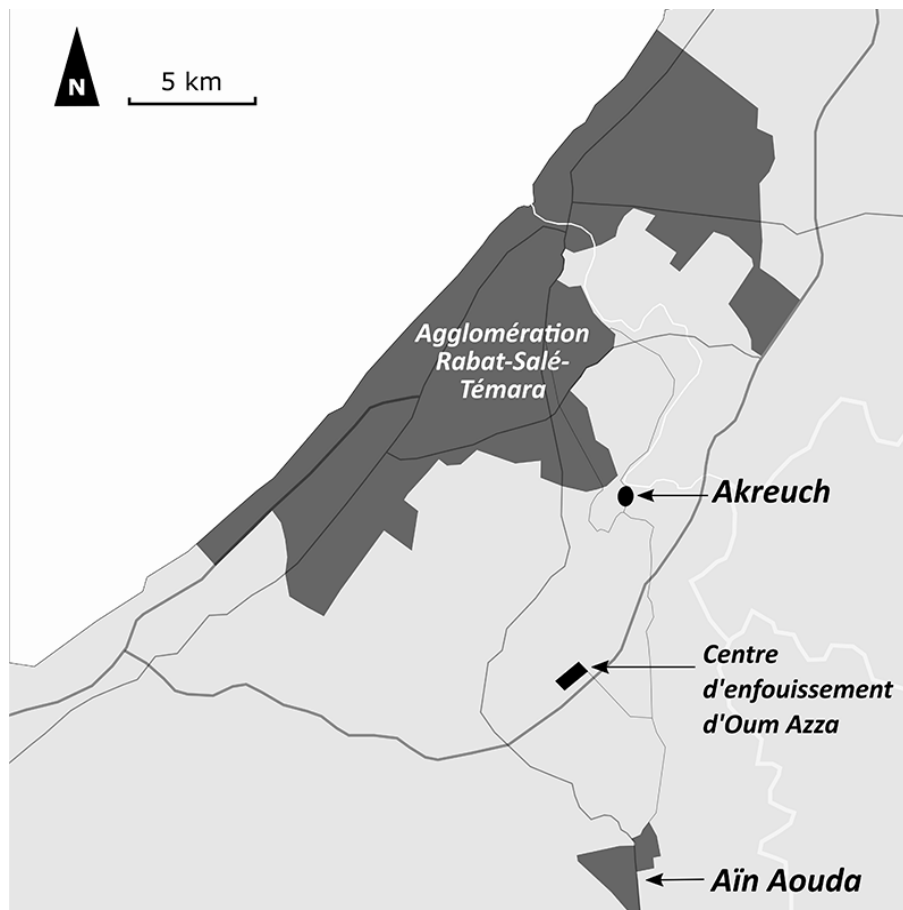 N
5 km
Agglomération
Rabat-Salé-
Témara
Akreuch
Centre
d'enfouissement
d'Oum Azza
Aïn Aouda